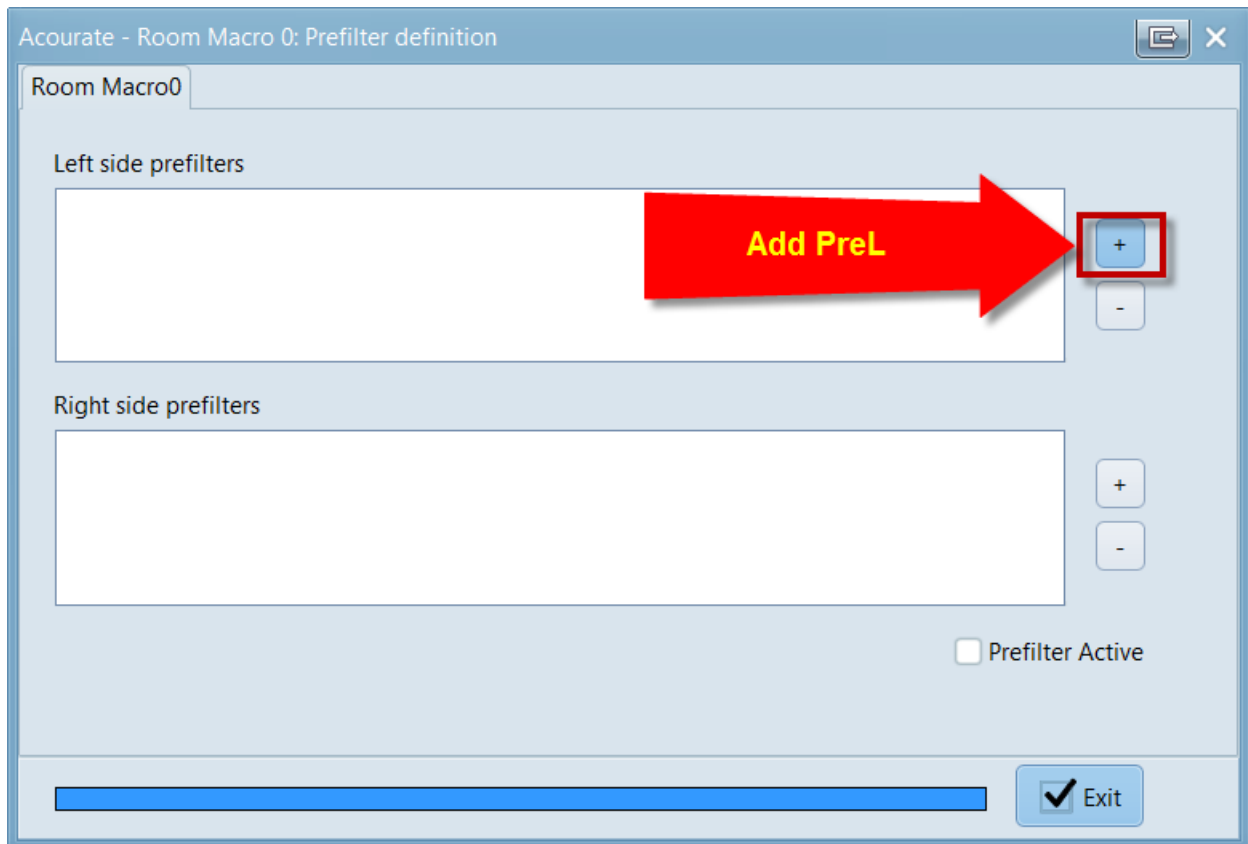 Acourate - Room Macro 0: Prefilter definition
Room Macro0
Left side prefilters
Add PreL
+
-
Right side prefilters
+
-
Prefilter Active
Exit